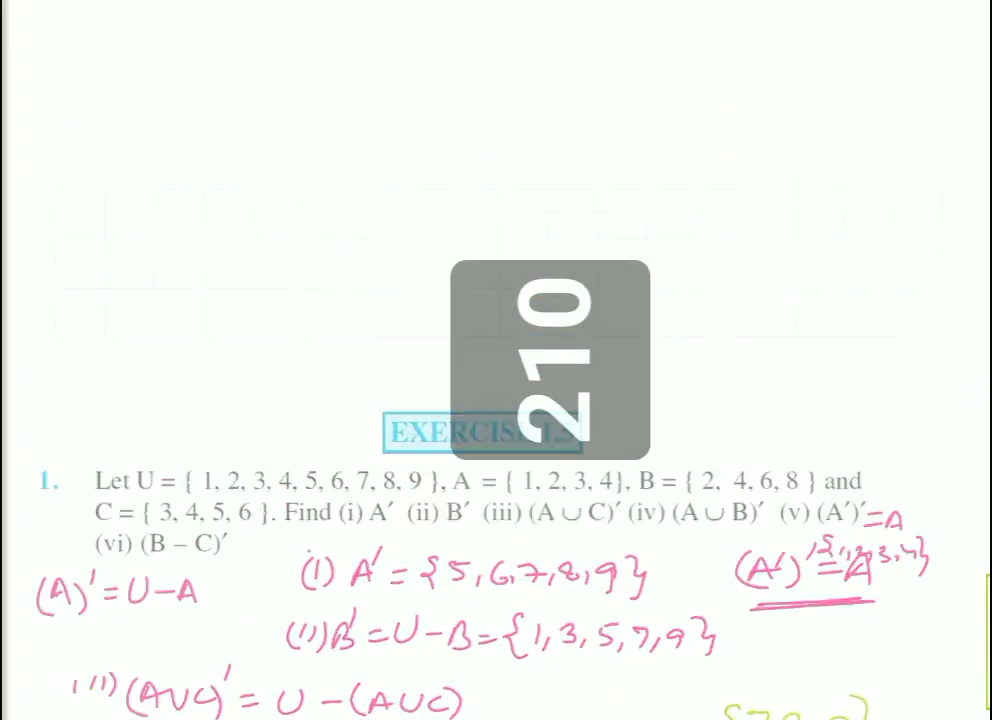 210
EXERCISE 1.5
1. Let U = { 1, 2, 3, 4, 5, 6, 7, 8, 9 }, A = { 1, 2, 3, 4}, B = { 2, 4, 6, 8 } and
C = { 3, 4, 5, 6 }. Find (i) A′ (ii) B′ (iii) (A ∪ C)′ (iv) (A ∪ B)′ (v) (A′)′ =A
(vi) (B – C)′
(A)' = U-A
(i) A' = {5,6,7,8,9}
(A')' =
(ii) B' = U-B = {1,3,5,7,9}
(iii) (AUC)' = U - (AUC)